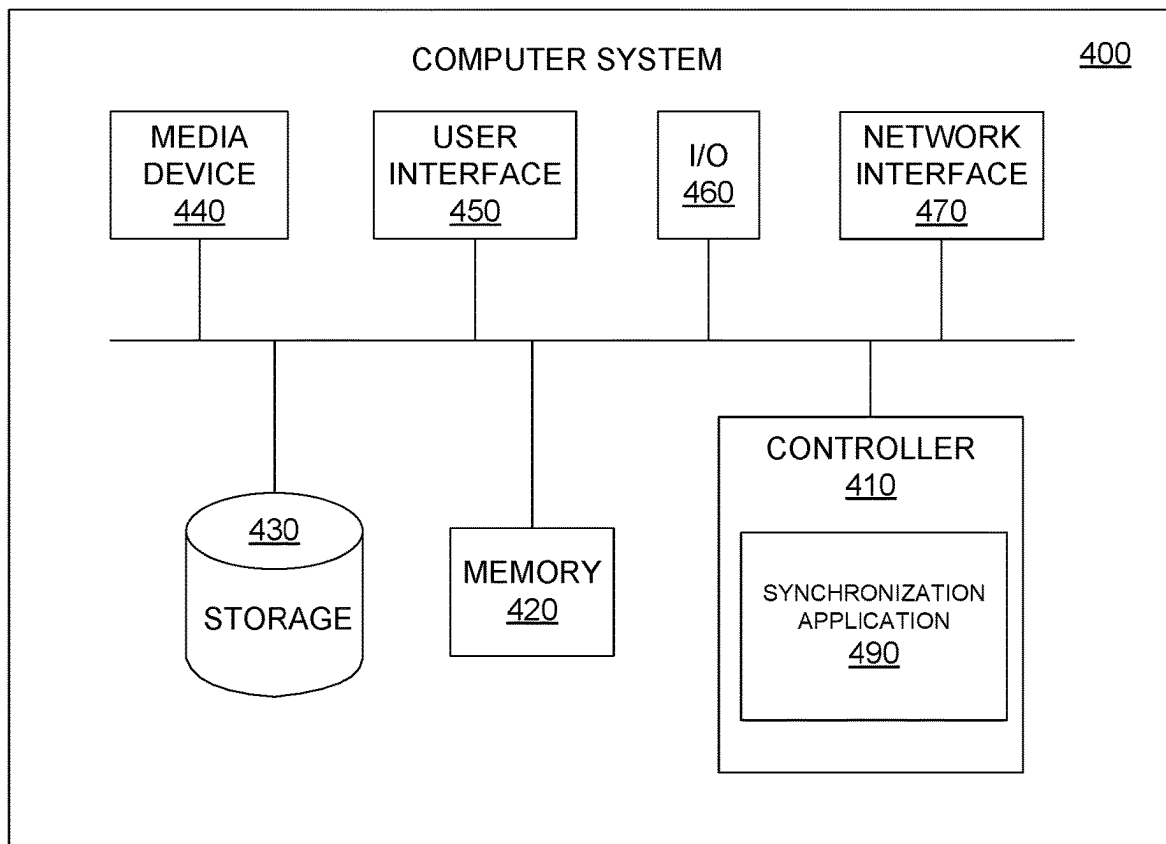 COMPUTER SYSTEM
400
MEDIA
DEVICE
440
USER
INTERFACE
450
I/O
460
NETWORK
INTERFACE
470
430
STORAGE
MEMORY
420
CONTROLLER
410
SYNCHRONIZATION
APPLICATION
490